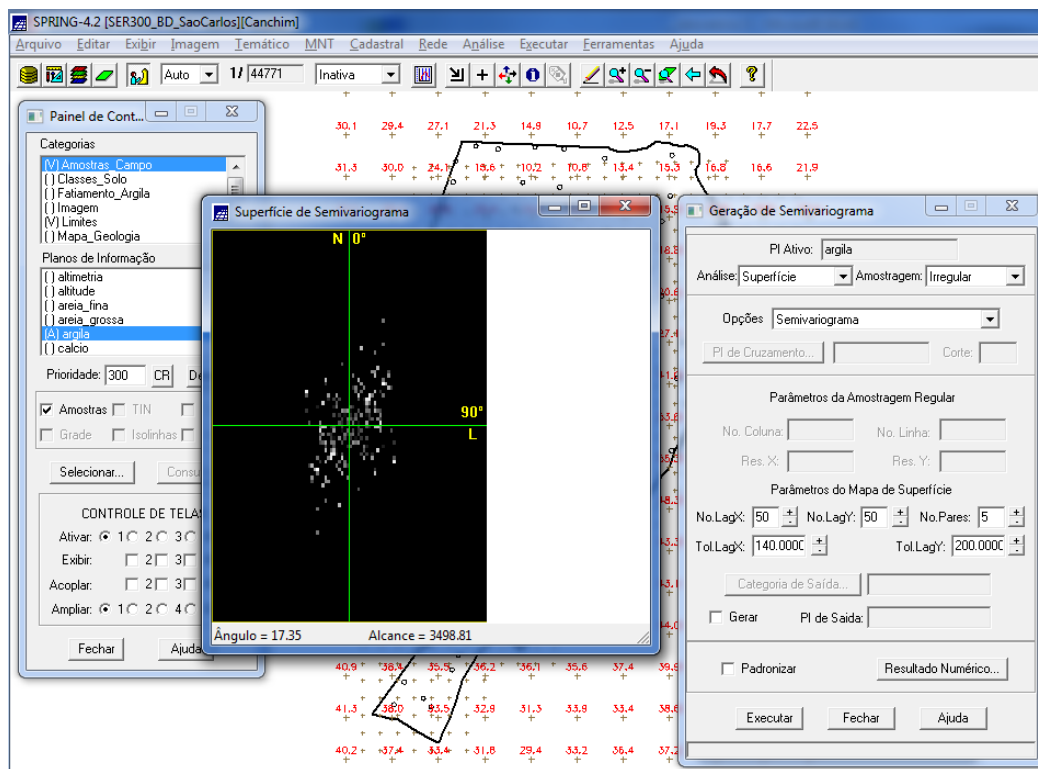 SPRING-4.2 [SER300_BD_SaoCarlos][Canchim]
Arquivo Editar Exibir Imagem Temático MNT Cadastral Rede Análise Executar Ferramentas Ajuda
Auto 1/ 44771 Inativa
30.1 29.4 27.1 21.3 14.9 10.7 12.5 17.1 19.3 17.7 22.5
31.3 30.0 24.1 10.2 13.4 15.3 16.8 16.6 21.9
Painel de Cont...
Categorias
(V) Amostras_Campo
() Classes_Solo
() Fatiamento_Argila
() Imagem
(V) Limites
() Mapa_Geologia
Planos de Informação
() altimetria
() altitude
() areia_fina
() areia_grossa
(A) argila
() calcio
Prioridade: 300 CR
Amostras TIN
Grade Isolinhas
Selecionar... Consu
CONTROLE DE TELAS
Ativar: 1 2 3
Exibir: 2 3
Acoplar: 2 3
Ampliar: 1 2 4
Fechar Ajuda
Superfície de Semivariograma
N 0°
90°
L
Ângulo = 17.35 Alcance = 3498.81
Geração de Semivariograma
PI Ativo: argila
Análise: Superfície Amostragem: Irregular
Opções Semivariograma
PI de Cruzamento... Corte:
Parâmetros da Amostragem Regular
No. Coluna: No. Linha:
Res. X: Res. Y:
Parâmetros do Mapa de Superfície
No.LagX: 50 No.LagY: 50 No.Pares: 5
Tol.LagX: 140.000 Tol.LagY: 200.000
Categoria de Saída...
Gerar PI de Saida:
Padronizar Resultado Numérico...
Executar Fechar Ajuda
40.9 38.4 35.5 36.2 36.1 35.6 37.4
41.3 38.0 33.5 32.9 31.3 33.9 33.4
40.2 37.4 33.4 31.8 29.4 33.2 36.4